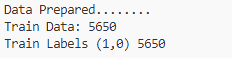 Data Prepared........
Train Data: 5650
Train Labels (1,0) 5650